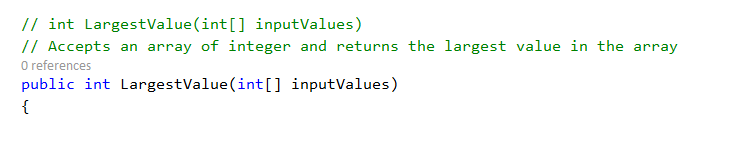 // int LargestValue(int[] inputValues)
// Accepts an array of integer and returns the largest value in the array
0 references
public int LargestValue(int[] inputValues)
{